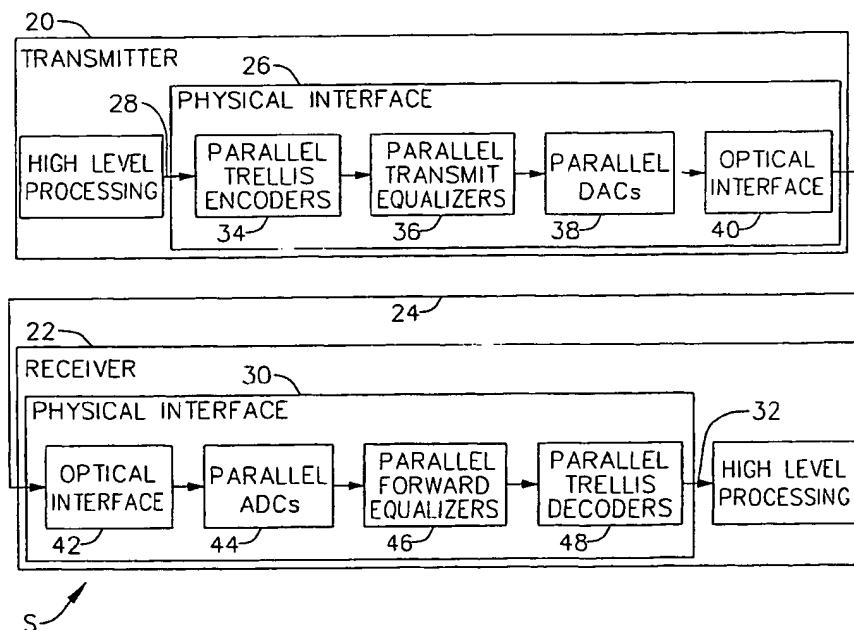 20
TRANSMITTER
26
PHYSICAL INTERFACE
28
HIGH LEVEL
PROCESSING
PARALLEL
TRELLIS
ENCODERS
34
PARALLEL
TRANSMIT
EQUALIZERS
36
PARALLEL
DACs
38
OPTICAL
INTERFACE
40
24
22
RECEIVER
30
PHYSICAL INTERFACE
32
OPTICAL
INTERFACE
42
PARALLEL
ADCs
44
PARALLEL
FORWARD
EQUALIZERS
46
PARALLEL
TRELLIS
DECODERS
48
HIGH LEVEL
PROCESSING
S